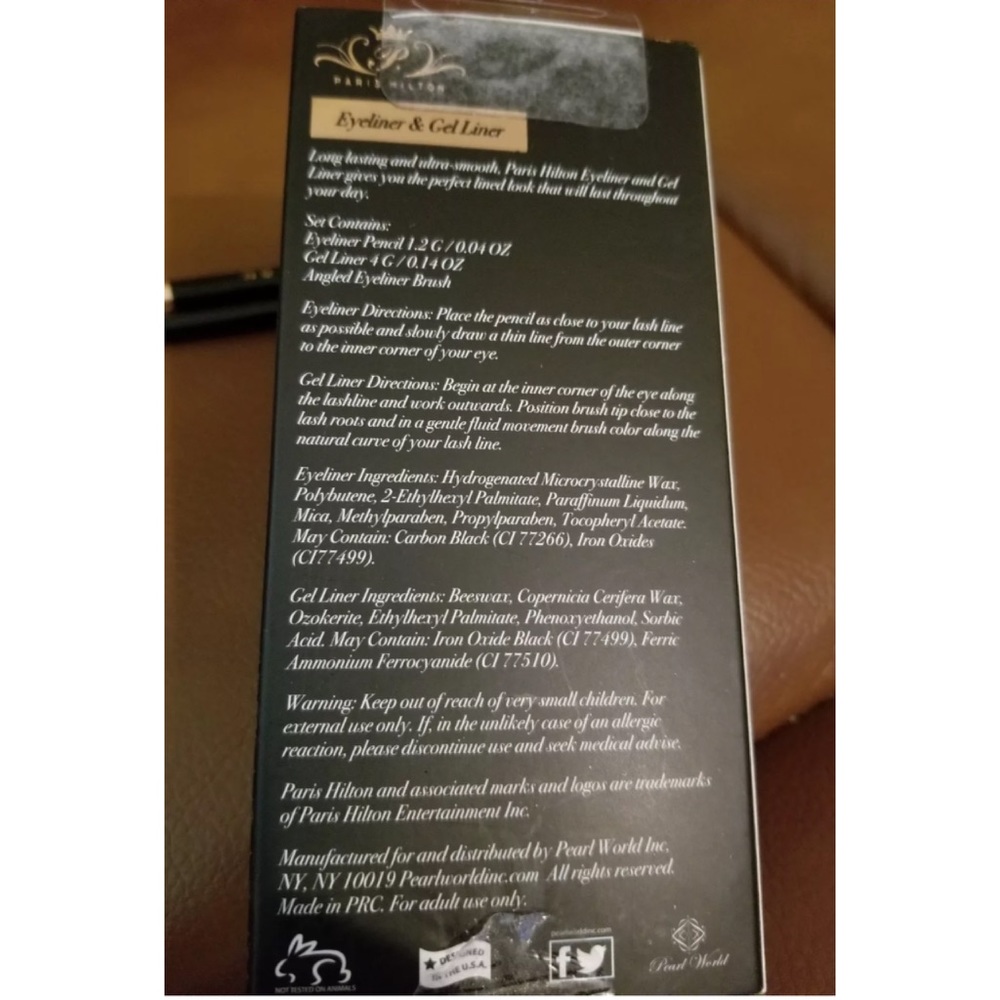 PARIS HILTON
Eyeliner & Gel Liner
Long lasting and ultra-smooth, Paris Hilton Eyeliner and Gel
Liner gives you the perfect lined look that will last throughout
your day.
Set Contains:
Eyeliner Pencil 1.2 G / 0.04 OZ
Gel Liner 4 G / 0.14 OZ
Angled Eyeliner Brush
Eyeliner Directions: Place the pencil as close to your lash line
as possible and slowly draw a thin line from the outer corner
to the inner corner of your eye.
Gel Liner Directions: Begin at the inner corner of the eye along
the lashline and work outwards. Position brush tip close to the
lash roots and in a gentle fluid movement brush color along the
natural curve of your lash line.
Eyeliner Ingredients: Hydrogenated Microcrystalline Wax,
Polybutene, 2-Ethylhexyl Palmitate, Paraffinum Liquidum,
Mica, Methylparaben, Propylparaben, Tocopheryl Acetate.
May Contain: Carbon Black (CI 77266), Iron Oxides
(CI77499).
Gel Liner Ingredients: Beeswax, Copernicia Cerifera Wax,
Ozokerite, Ethylhexyl Palmitate, Phenoxyethanol, Sorbic
Acid. May Contain: Iron Oxide Black (CI 77499), Ferric
Ammonium Ferrocyanide (CI 77510).
Warning: Keep out of reach of very small children. For
external use only. If, in the unlikely case of an allergic
reaction, please discontinue use and seek medical advise.
Paris Hilton and associated marks and logos are trademarks
of Paris Hilton Entertainment Inc.
Manufactured for and distributed by Pearl World Inc,
NY, NY 10019 Pearlworldinc.com All rights reserved.
Made in PRC. For adult use only.
NOT TESTED ON ANIMALS
DESIGNED
IN THE U.S.A.
pearlworldinc.com
f
Pearl World